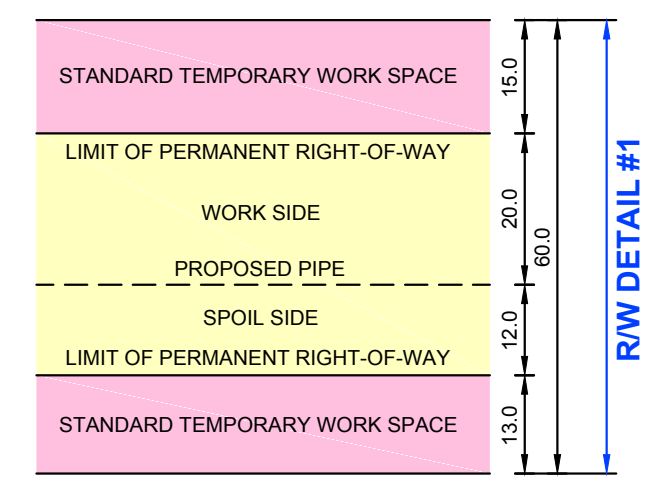 STANDARD TEMPORARY WORK SPACE
LIMIT OF PERMANENT RIGHT-OF-WAY
WORK SIDE
PROPOSED PIPE
SPOIL SIDE
LIMIT OF PERMANENT RIGHT-OF-WAY
STANDARD TEMPORARY WORK SPACE
15.0
20.0
12.0
13.0
60.0
R/W DETAIL #1